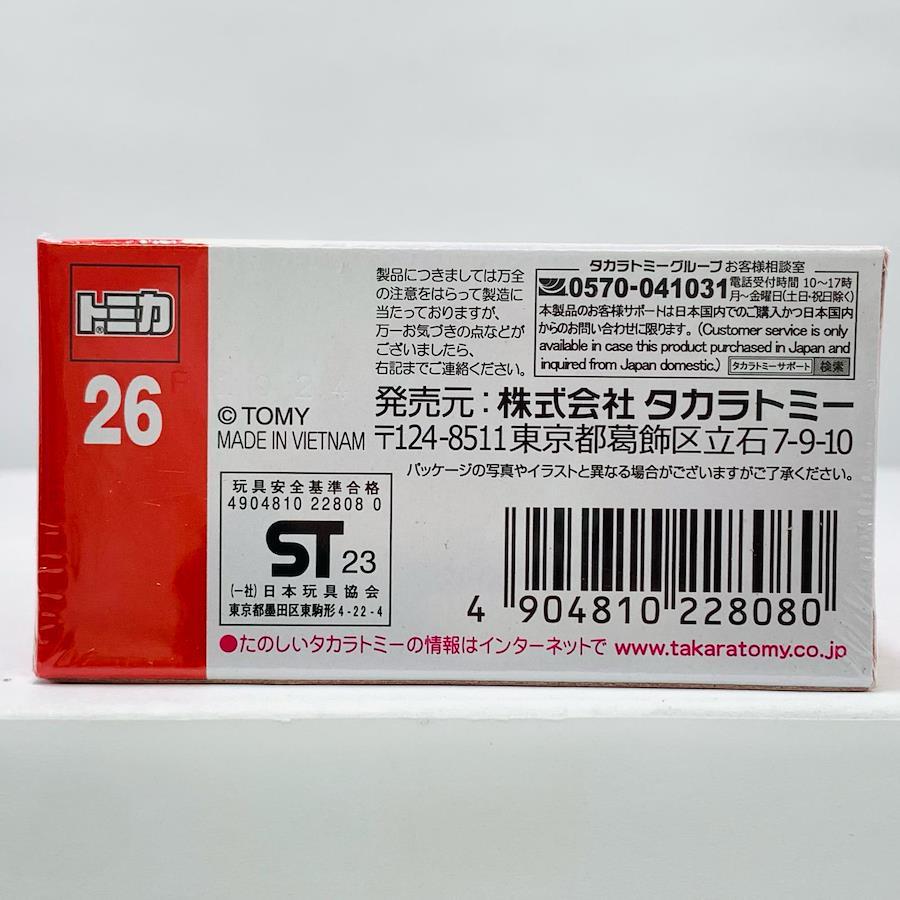 トミカ
26
製品につきましては万全
の注意をはらって製造に
当たっておりますが、
万一お気づきの点などが
ございましたら、
右記までご連絡ください。
タカラトミーグループ お客様相談室
0570-041031 電話受付時間 10〜17時
月〜金曜日(土日・祝日除く)
本製品のお客様サポートは日本国内でのご購入かつ日本国内
からのお問い合わせに限ります。(Customer service is only
available in case this product purchased in Japan and
inquired from Japan domestic.) タカラトミーサポート 検索
© TOMY
MADE IN VIETNAM
発売元：株式会社 タカラトミー
〒124-8511東京都葛飾区立石7-9-10
パッケージの写真やイラストと異なる場合がございますがご了承ください。
玩具安全基準合格
4904810 22808 0
ST 23
(一社)日本玩具協会
東京都墨田区東駒形4-22-4
4 904810 228080
●たのしいタカラトミーの情報はインターネットで www.takaratomy.co.jp